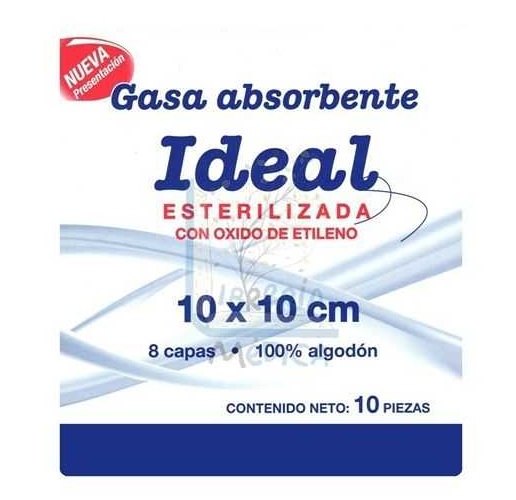 NUEVA
Presentación
Gasa absorbente
Ideal
ESTERILIZADA
CON OXIDO DE ETILENO
10 x 10 cm
8 capas • 100% algodón
CONTENIDO NETO: 10 PIEZAS